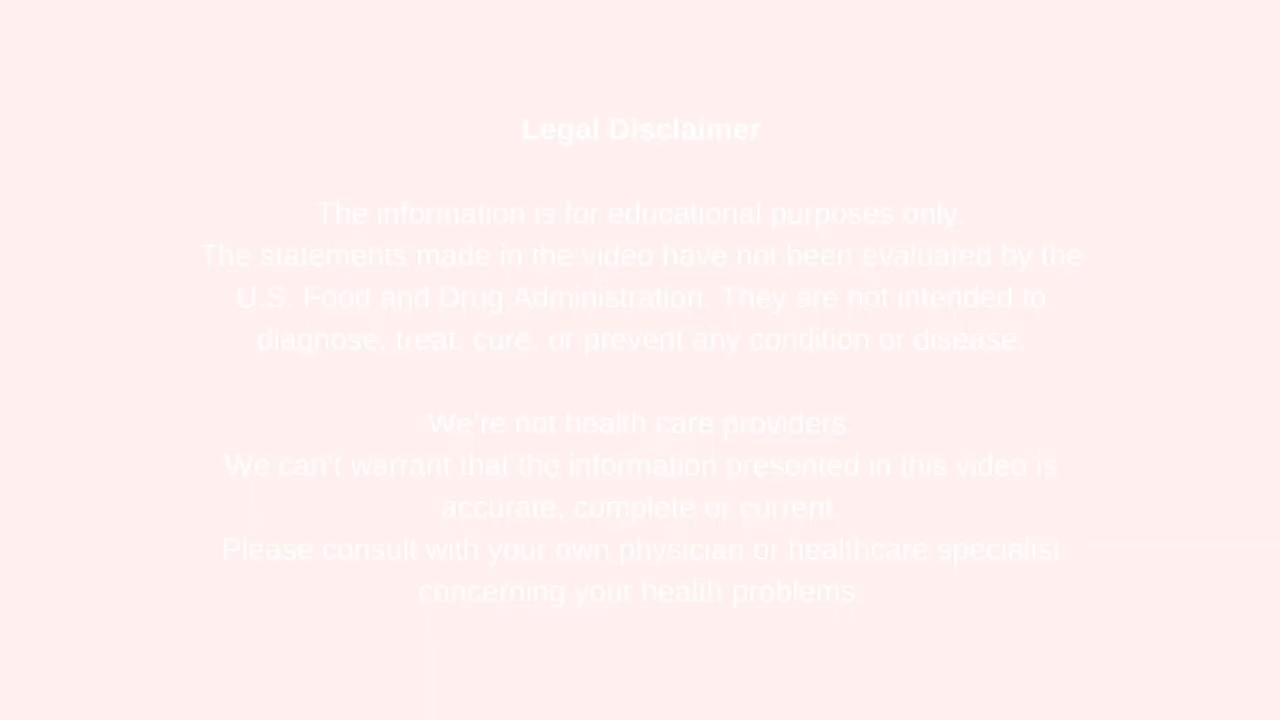 Legal Disclaimer
The information is for educational purposes only.
The statements made in the video have not been evaluated by the
U.S. Food and Drug Administration. They are not intended to
diagnose, treat, cure, or prevent any condition or disease.
We're not health care providers.
We can't warrant that the information presented in this video is
accurate, complete or current.
Please consult with your own physician or healthcare specialist
concerning your health problems.